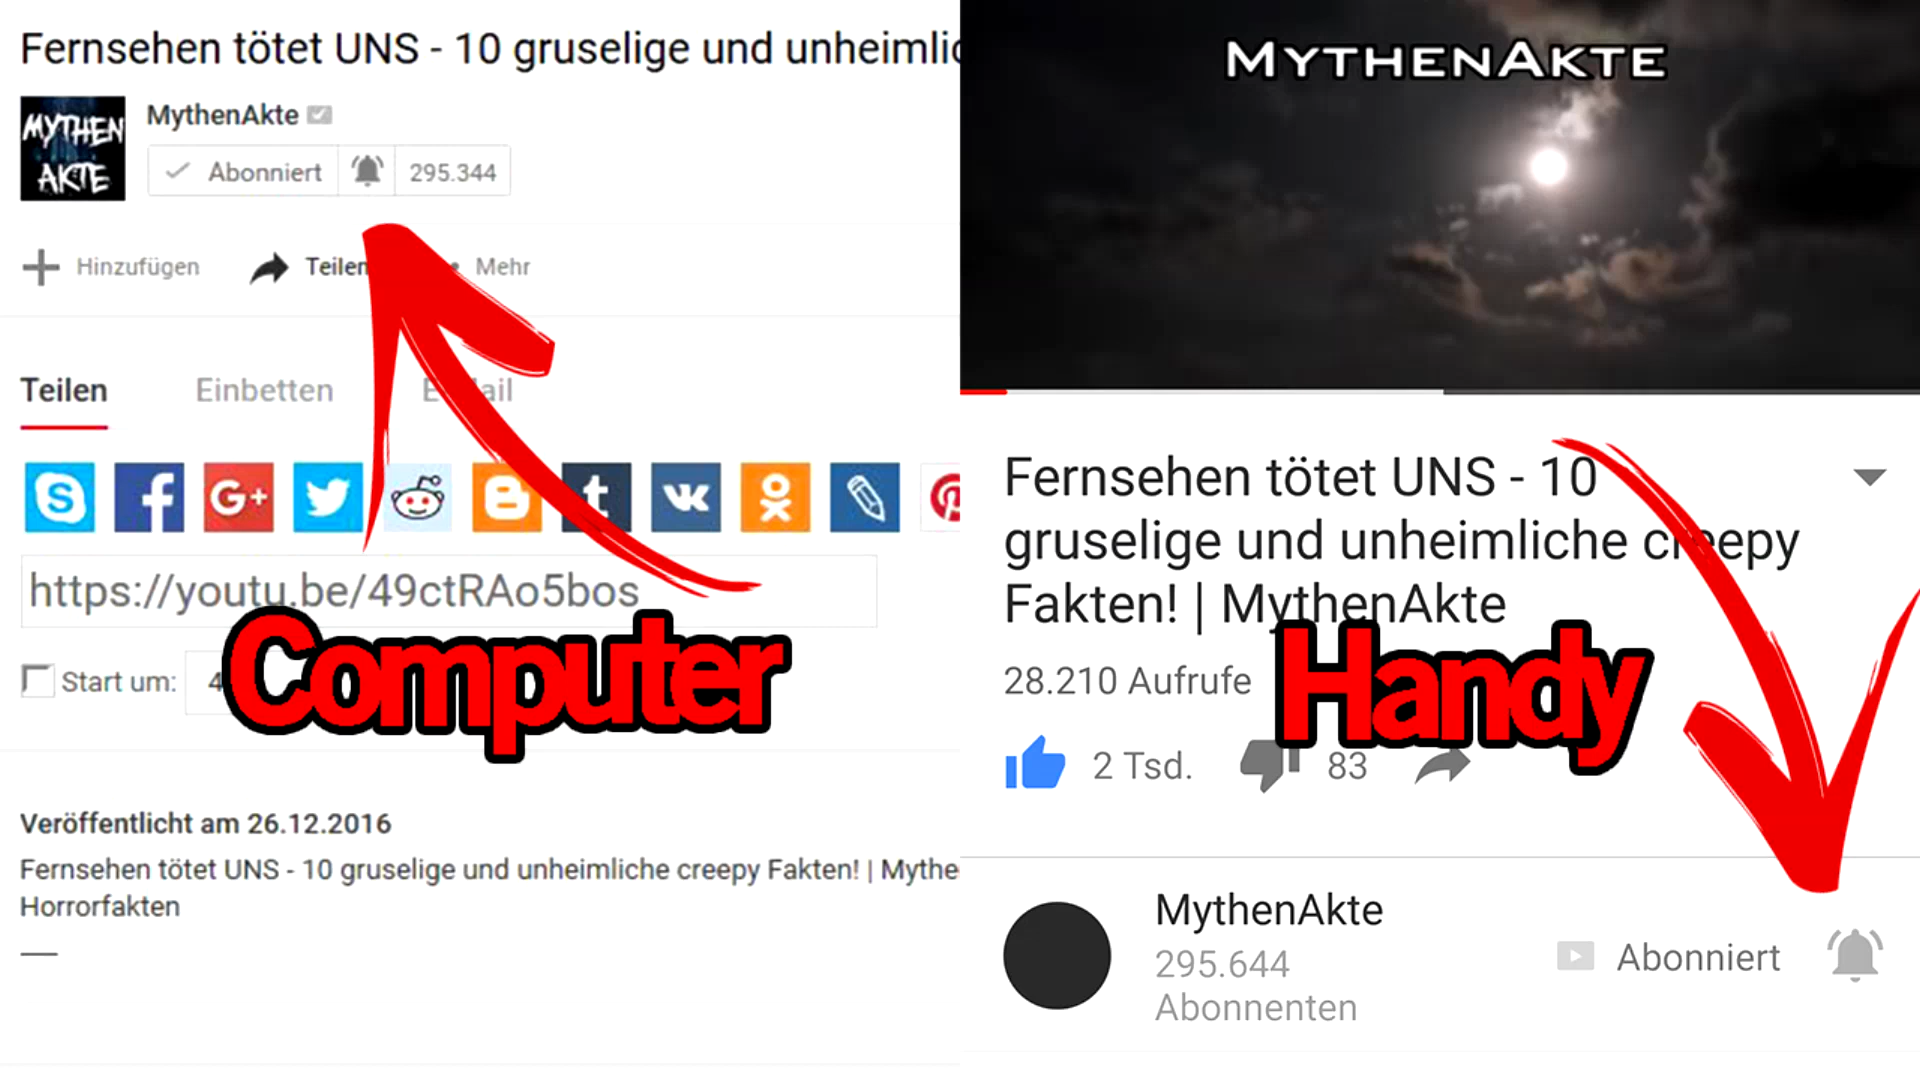 Fernsehen tötet UNS - 10 gruselige und unheimlic
MYTHEN
AKTE
MythenAkte
Abonniert
295.344
Hinzufügen
Teilen
Mehr
Teilen
Einbetten
E-Mail
G+
https://youtu.be/49ctRAo5bos
Start um: 4
Computer
Veröffentlicht am 26.12.2016
Fernsehen tötet UNS - 10 gruselige und unheimliche creepy Fakten! | Mythe
Horrorfakten
MYTHENAKTE
Fernsehen tötet UNS - 10
gruselige und unheimliche creepy
Fakten! | MythenAkte
28.210 Aufrufe
Handy
2 Tsd.
83
MythenAkte
295.644
Abonnenten
Abonniert